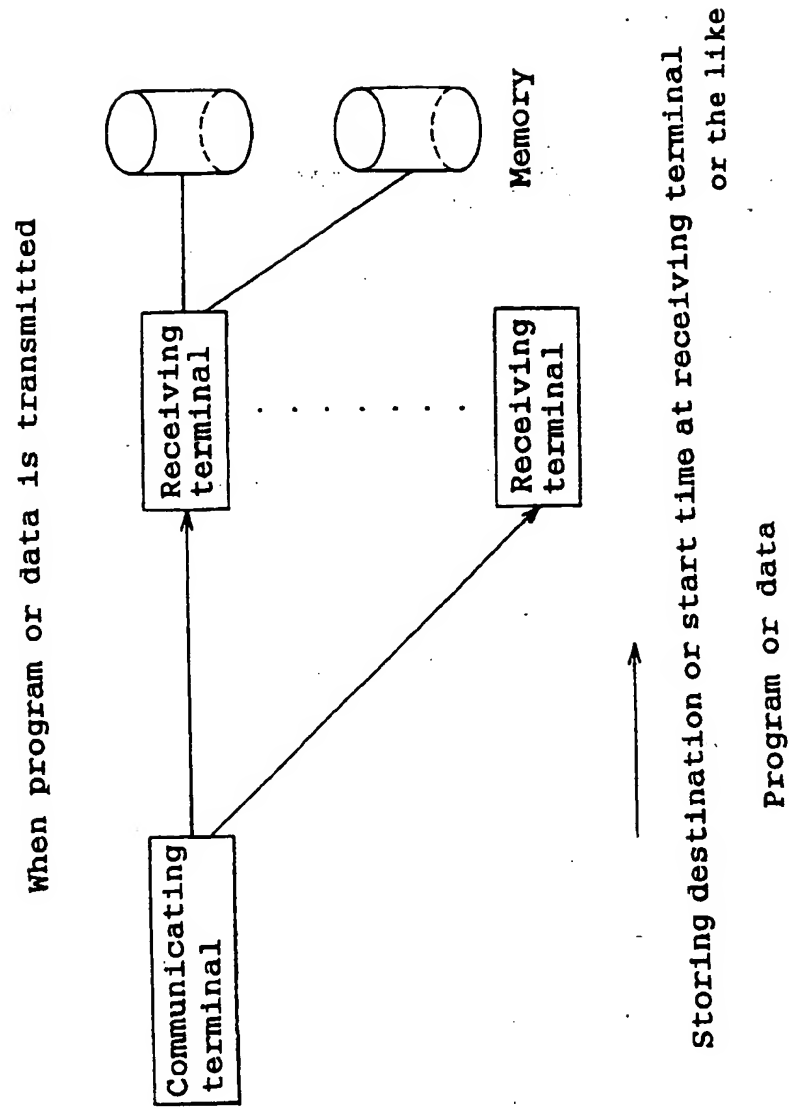 When program or data is transmitted
Communicating
terminal
Receiving
terminal
Receiving
terminal
Memory
Storing destination or start time at receiving terminal
or the like
Program or data